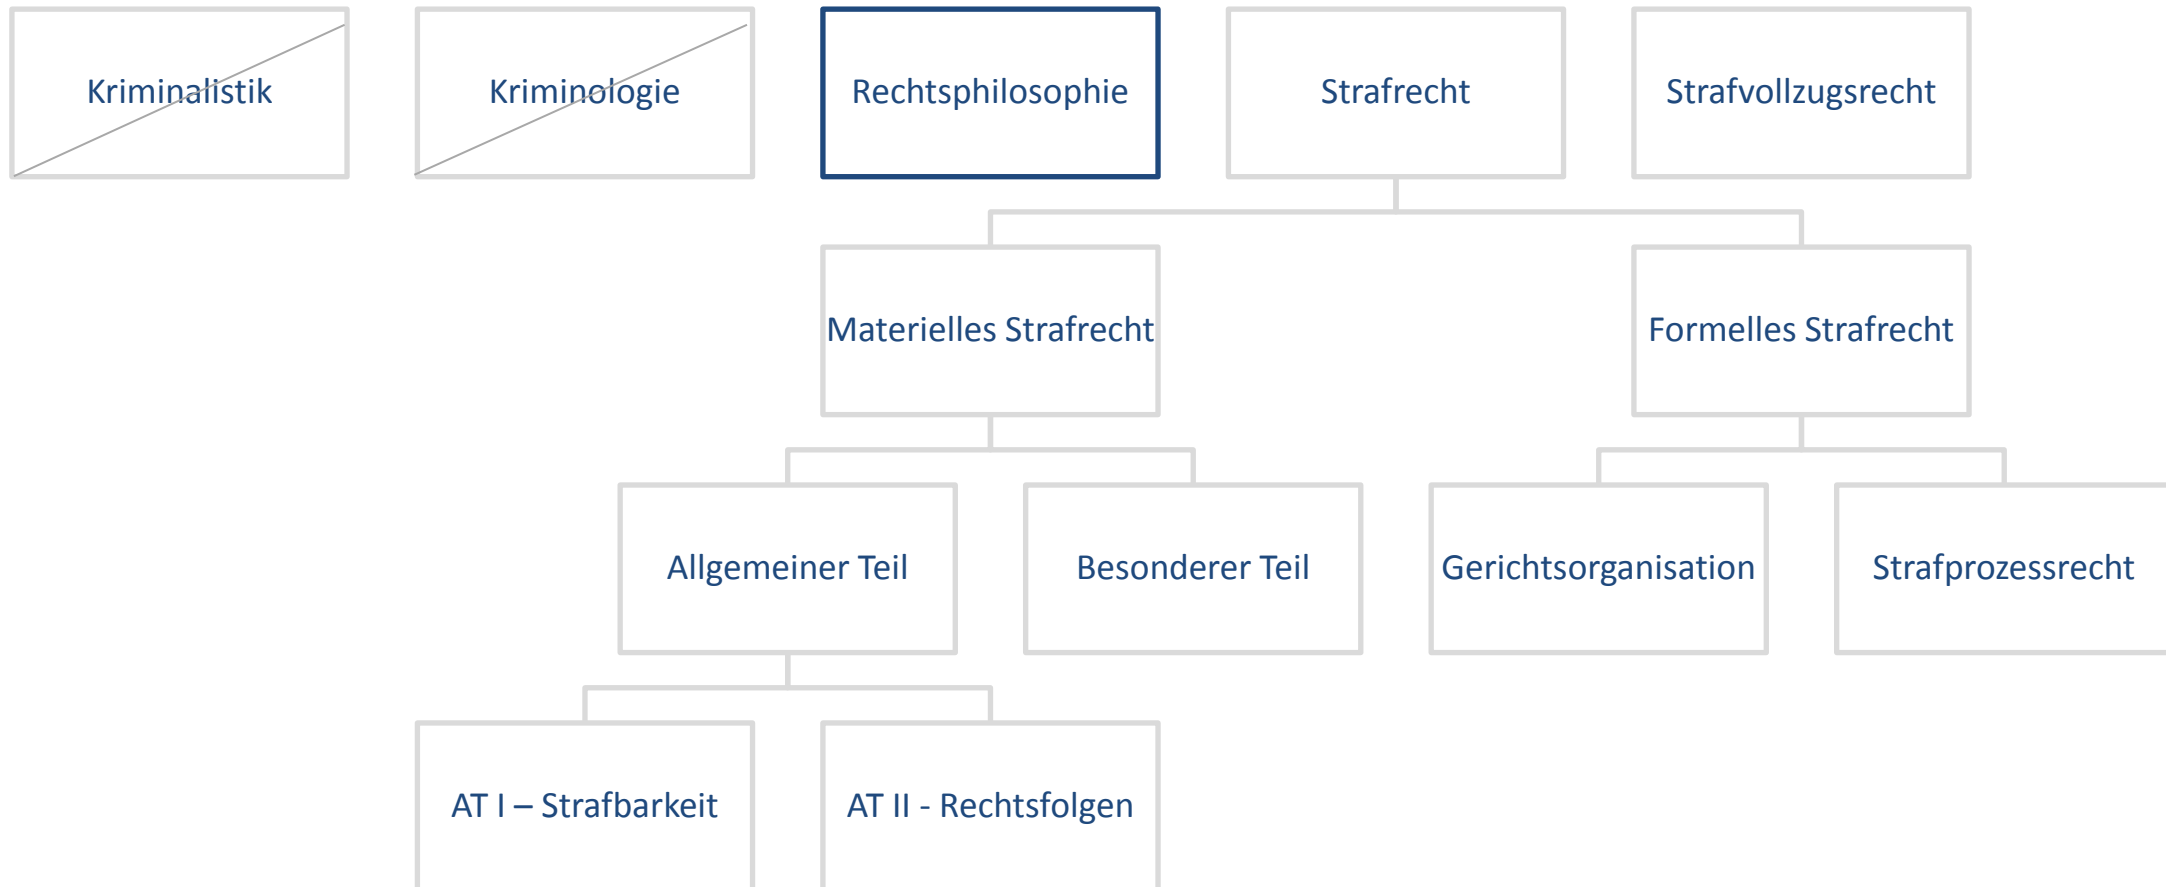 Kriminalistik
Kriminologie
Rechtsphilosophie
Strafrecht
Strafvollzugsrecht
Materielles Strafrecht
Formelles Strafrecht
Allgemeiner Teil
Besonderer Teil
Gerichtsorganisation
Strafprozessrecht
AT I – Strafbarkeit
AT II - Rechtsfolgen